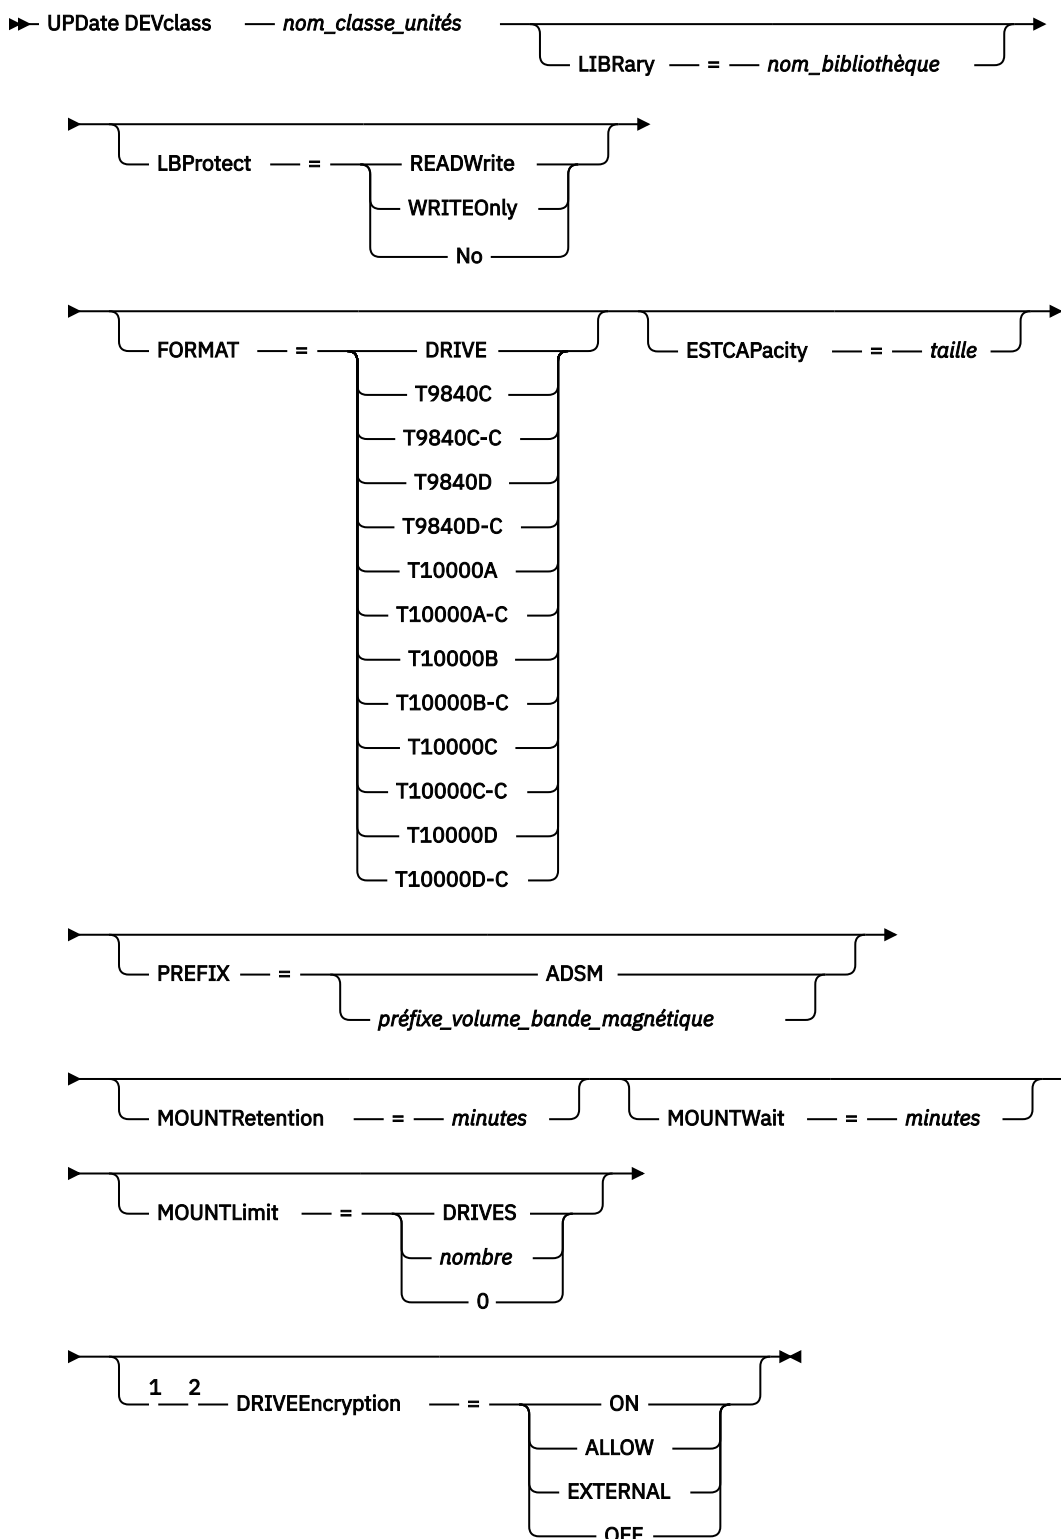 UPDate DEVclass nom_classe_unités
LIBRary = nom_bibliothèque
LBProtect = READWrite
WRITEOnly
No
FORMAT = DRIVE ESTCAPacity = taille
T9840C
T9840C-C
T9840D
T9840D-C
T10000A
T10000A-C
T10000B
T10000B-C
T10000C
T10000C-C
T10000D
T10000D-C
PREFIX = ADSM
préfixe_volume_bande_magnétique
MOUNTRetention = minutes MOUNTWait = minutes
MOUNTLimit = DRIVES
nombre
0
1 2 DRIVEEncryption = ON
ALLOW
EXTERNAL
OFF